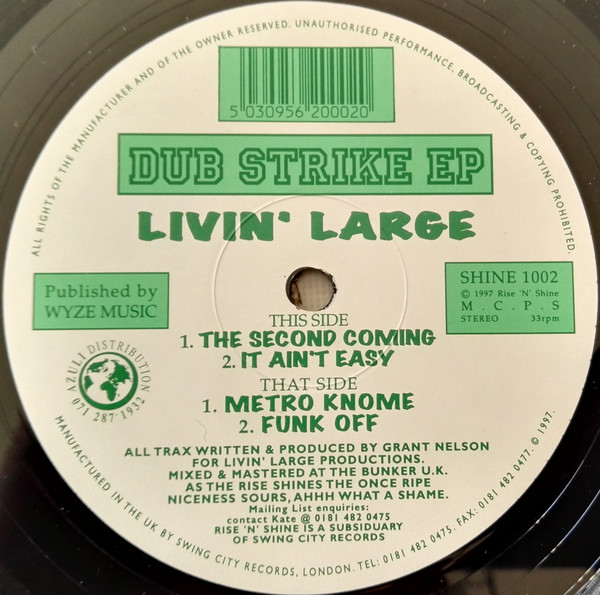 ALL RIGHTS OF THE MANUFACTURER AND OF THE OWNER RESERVED. UNAUTHORISED PERFORMANCE, BROADCASTING & COPYING PROHIBITED.
5 030956 200020
DUB STRIKE EP
LIVIN' LARGE
Published by
WYZE MUSIC
SHINE 1002
© 1997 Rise 'N' Shine
M.C.P.S
STEREO 33rpm
THIS SIDE
1. THE SECOND COMING
2. IT AIN'T EASY
THAT SIDE
1. METRO KNOME
2. FUNK OFF
AZULI DISTRIBUTION
071 287·1932
ALL TRAX WRITTEN & PRODUCED BY GRANT NELSON
FOR LIVIN' LARGE PRODUCTIONS.
MIXED & MASTERED AT THE BUNKER U.K.
AS THE RISE SHINES THE ONCE RIPE
NICENESS SOURS, AHHH WHAT A SHAME.
Mailing List enquiries:
contact Kate @ 0181 482 0475
RISE 'N' SHINE IS A SUBSIDUARY
OF SWING CITY RECORDS
MANUFACTURED IN THE UK BY SWING CITY RECORDS, LONDON. TEL: 0181 482 0475. FAX: 0181 482 0477. © 1997.